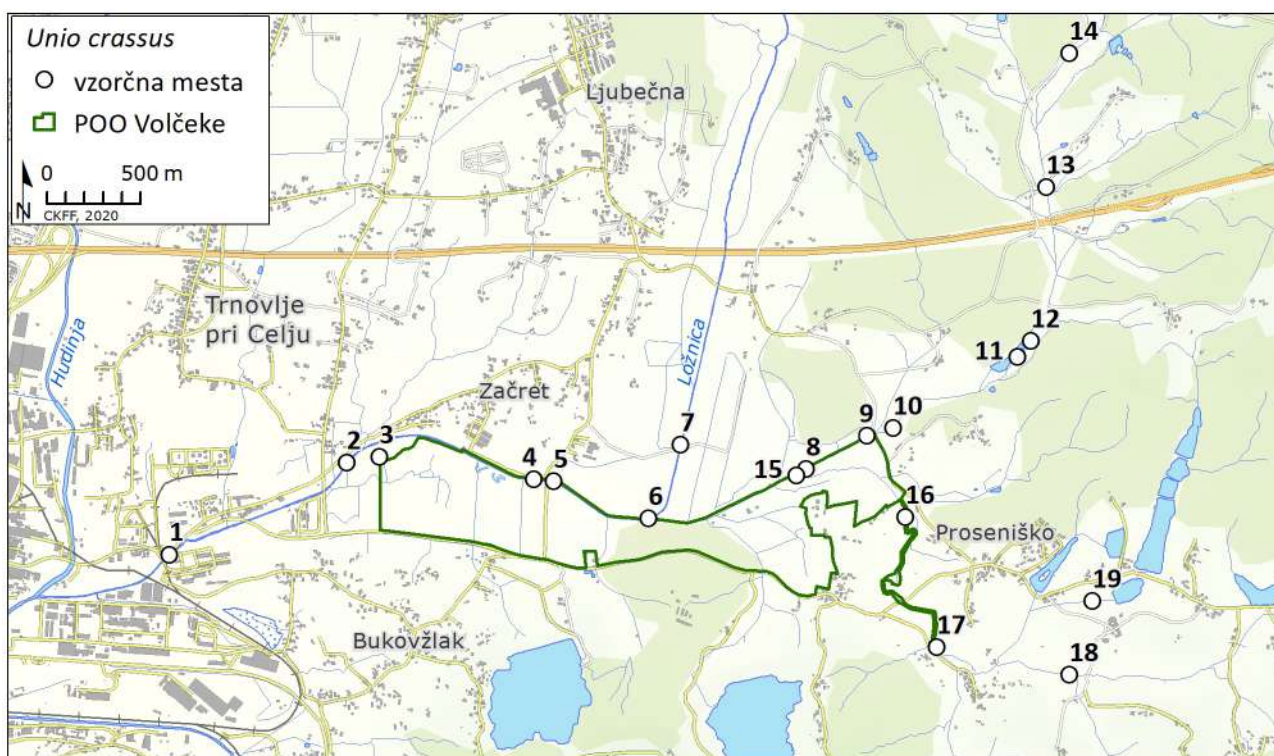 Unio crassus
vzorčna mesta
POO Volčeke
0 500 m
N
CKFF, 2020
14
Ljubečna
13
Hudinja
Trnovlje
pri Celju
12
11
Ložnica
Začret
7
10
9
2
3
4
5
8
15
6
16
1
Proseniško
19
Bukovžlak
17
18